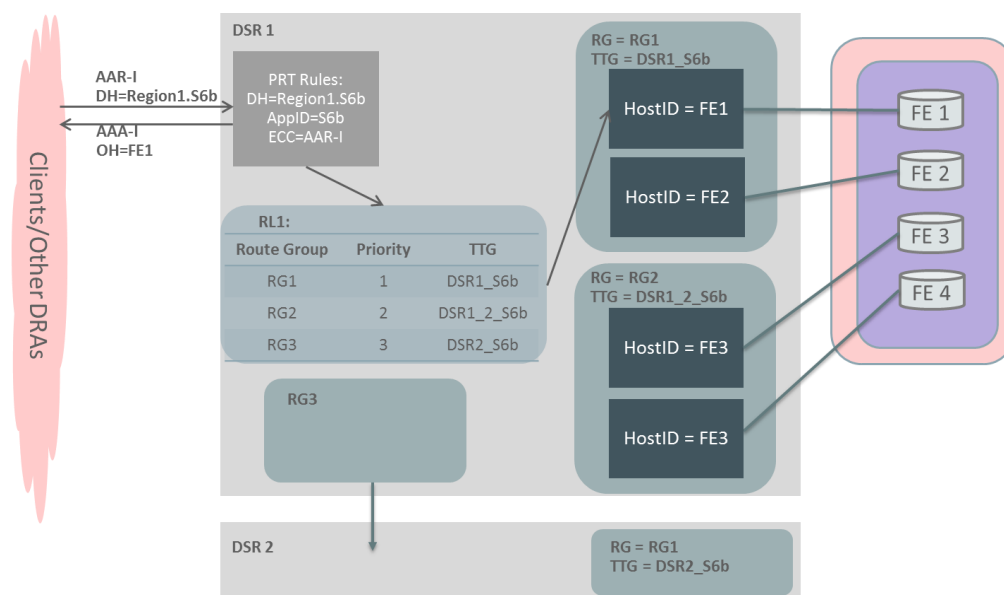 DSR 1
AAR-I
DH=Region1.S6b
AAA-I
OH=FE1
Clients/Other DRAs
PRT Rules:
DH=Region1.S6b
AppID=S6b
ECC=AAR-I
RL1:
Route Group Priority TTG
RG1 1 DSR1_S6b
RG2 2 DSR1_2_S6b
RG3 3 DSR2_S6b
RG3
RG = RG1
TTG = DSR1_S6b
HostID = FE1
HostID = FE2
RG = RG2
TTG = DSR1_2_S6b
HostID = FE3
HostID = FE3
FE 1
FE 2
FE 3
FE 4
DSR 2
RG = RG1
TTG = DSR2_S6b